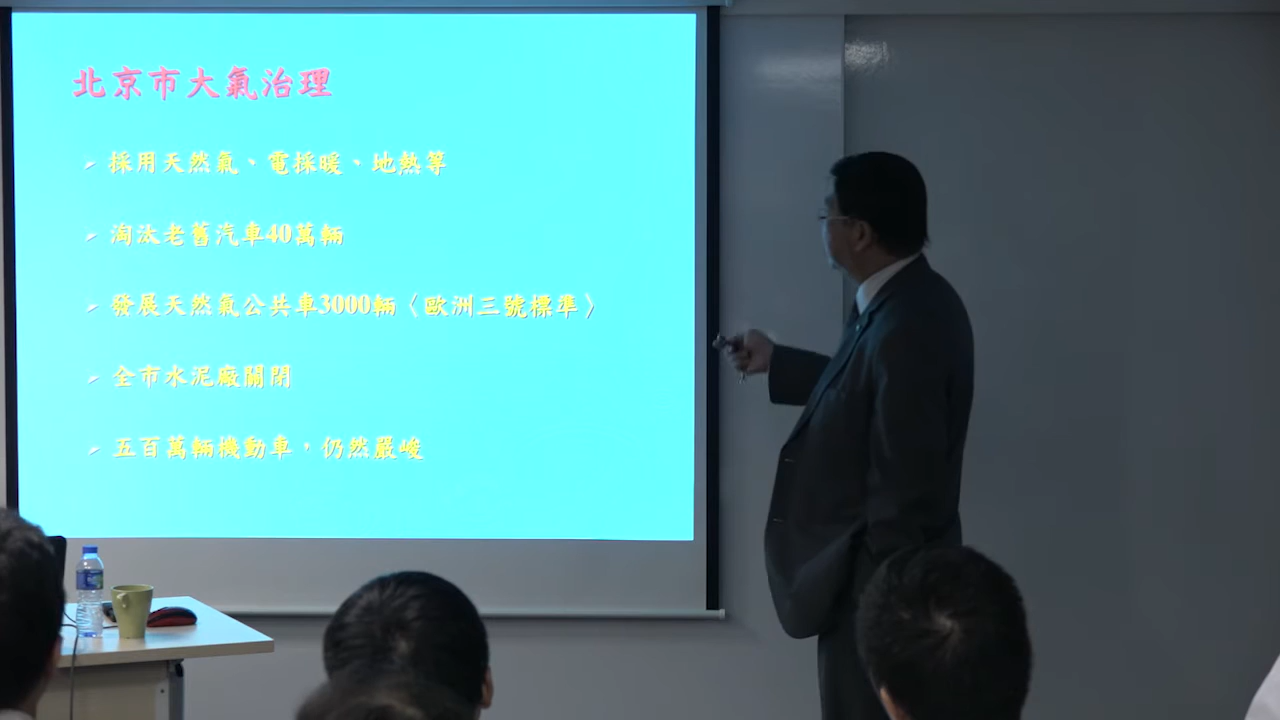 北京市大氣治理
採用天然氣、電採暖、地熱等
淘汰老舊汽車40萬輛
發展天然氣公共車3000輛〈歐洲三號標準〉
全市水泥廠關閉
五百萬輛機動車,仍然嚴峻